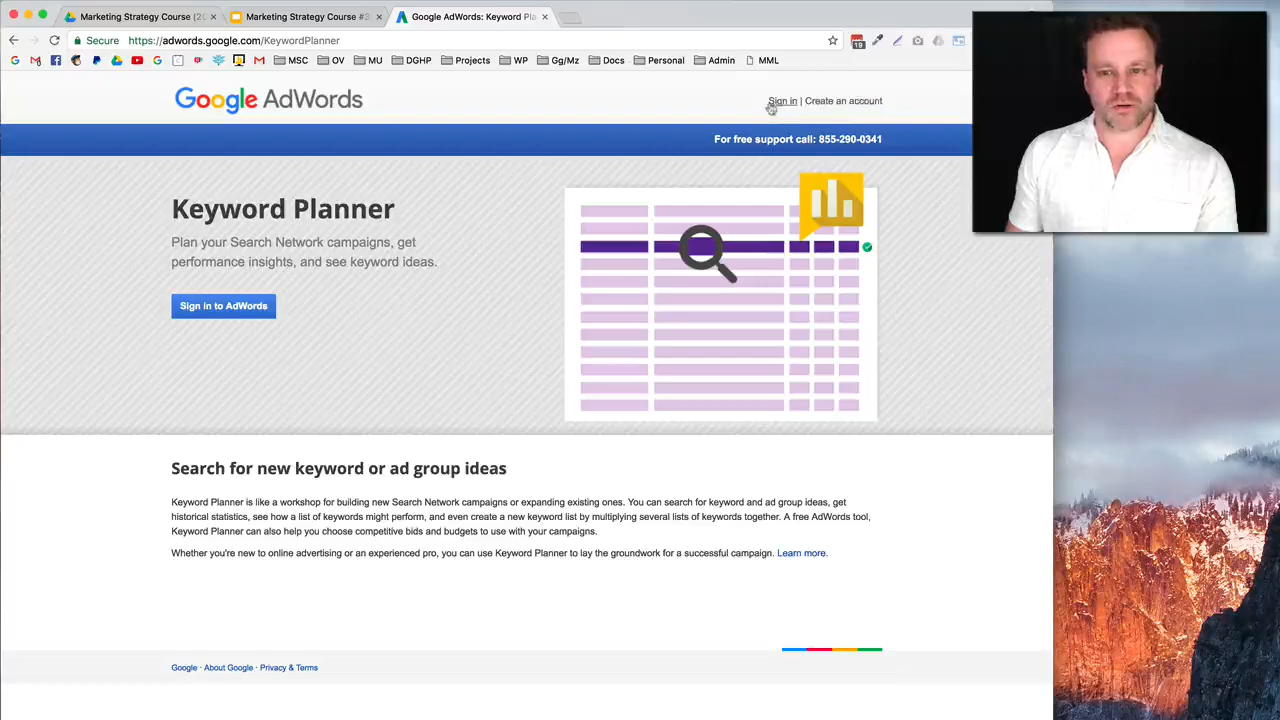 Marketing Strategy Course (20
Marketing Strategy Course #3
Google AdWords: Keyword Pla
Secure
https://adwords.google.com/KeywordPlanner
19
MSC
OV
MU
DGHP
Projects
WP
Gg/Mz
Docs
Personal
Admin
MML
Google AdWords
Sign in | Create an account
For free support call: 855-290-0341
Keyword Planner
Plan your Search Network campaigns, get
performance insights, and see keyword ideas.
Sign in to AdWords
Search for new keyword or ad group ideas
Keyword Planner is like a workshop for building new Search Network campaigns or expanding existing ones. You can search for keyword and ad group ideas, get
historical statistics, see how a list of keywords might perform, and even create a new keyword list by multiplying several lists of keywords together. A free AdWords tool,
Keyword Planner can also help you choose competitive bids and budgets to use with your campaigns.
Whether you're new to online advertising or an experienced pro, you can use Keyword Planner to lay the groundwork for a successful campaign. Learn more.
Google · About Google · Privacy & Terms